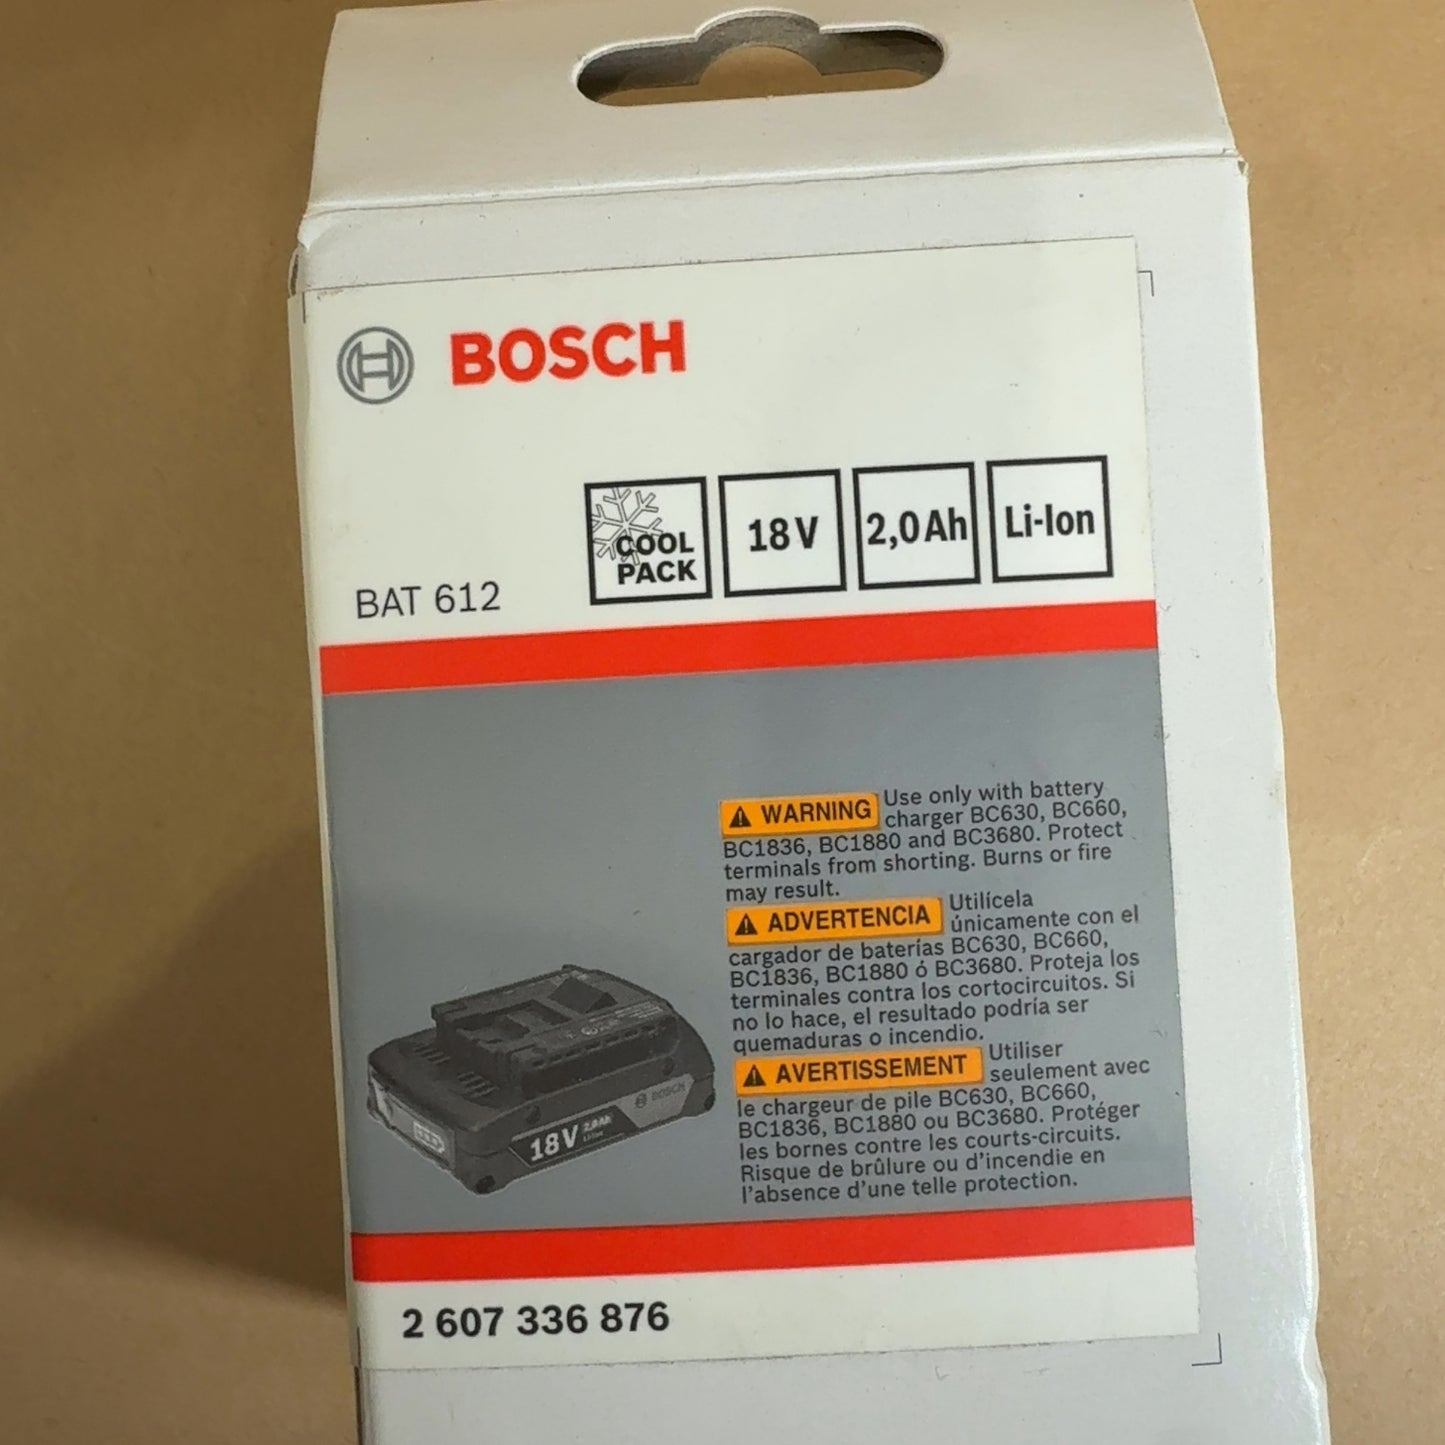 BOSCH
COOL
PACK
18 V
2,0 Ah
Li-Ion
BAT 612
⚠ WARNING Use only with battery
charger BC630, BC660,
BC1836, BC1880 and BC3680. Protect
terminals from shorting. Burns or fire
may result.
⚠ ADVERTENCIA Utilícela
únicamente con el
cargador de baterías BC630, BC660,
BC1836, BC1880 ó BC3680. Proteja los
terminales contra los cortocircuitos. Si
no lo hace, el resultado podría ser
quemaduras o incendio.
⚠ AVERTISSEMENT Utiliser
seulement avec
le chargeur de pile BC630, BC660,
BC1836, BC1880 ou BC3680. Protéger
les bornes contre les courts-circuits.
Risque de brûlure ou d'incendie en
l'absence d'une telle protection.
BOSCH
18V 2.0Ah
Li-Ion
2 607 336 876